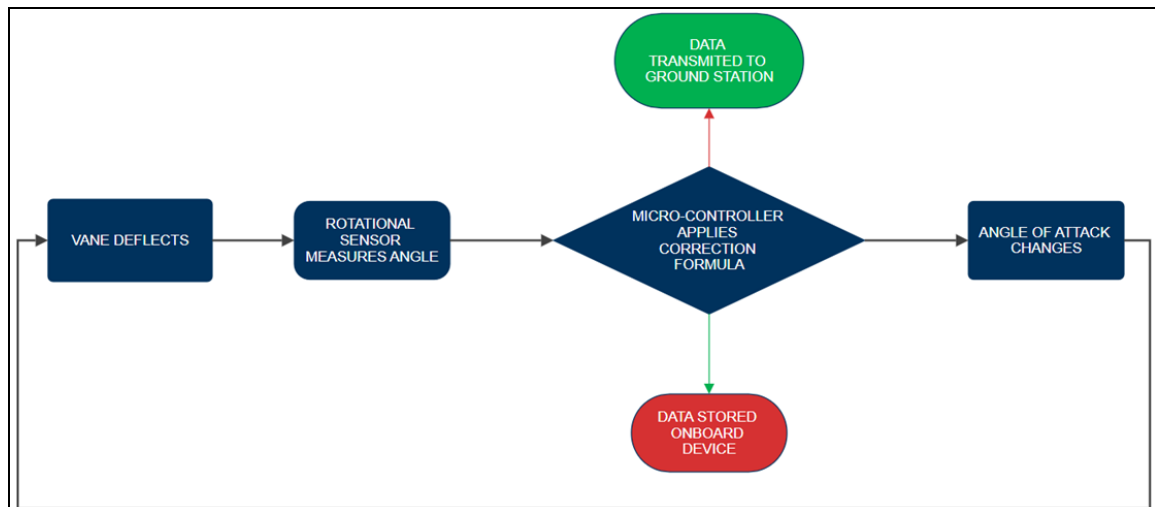 DATA
TRANSMITED TO
GROUND STATION
VANE DEFLECTS
ROTATIONAL
SENSOR
MEASURES ANGLE
MICRO-CONTROLLER
APPLIES
CORRECTION
FORMULA
ANGLE OF ATTACK
CHANGES
DATA STORED
ONBOARD
DEVICE